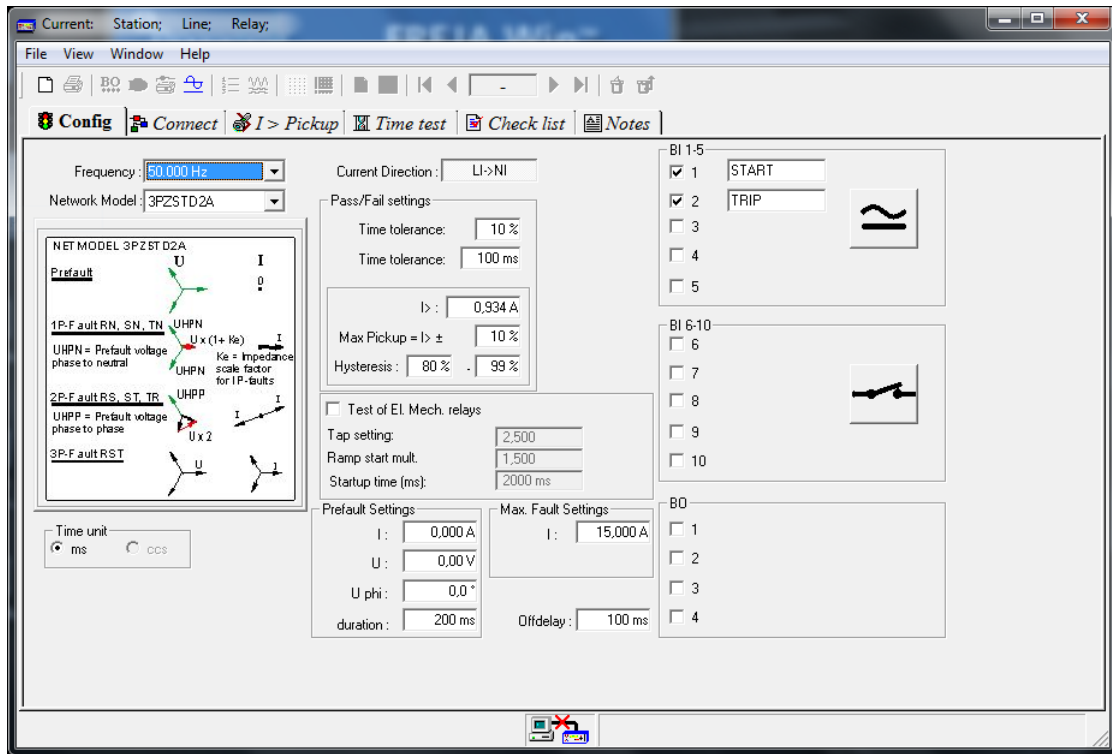 Current: Station; Line; Relay;
File View Window Help
BO
-
Config Connect I > Pickup Time test Check list Notes
Frequency : 50.000 Hz
Network Model : 3PZSTD2A
NET MODEL 3PZSTD2A
U I
Prefault
0
1P-Fault RN, SN, TN UHPN
U x (1+ Ke) I
UHPN = Prefault voltage
phase to neutral
Ke = Impedance
scale factor
for IP-faults
UHPN
2P-Fault RS, ST, TR UHPP
I
UHPP = Prefault voltage
phase to phase
I
U x 2
3P-Fault RST
U I
Time unit
ms ccs
Current Direction : LI->NI
Pass/Fail settings
Time tolerance: 10 %
Time tolerance: 100 ms
I> : 0,934 A
Max Pickup = I> ± 10 %
Hysteresis : 80 % - 99 %
Test of El. Mech. relays
Tap setting: 2,500
Ramp start mult. 1,500
Startup time (ms): 2000 ms
Prefault Settings
I : 0,000 A
U : 0,00 V
U phi : 0,0 °
duration : 200 ms
Max. Fault Settings
I : 15,000 A
Offdelay : 100 ms
BI 1-5
1 START
2 TRIP
3
4
5
BI 6-10
6
7
8
9
10
BO
1
2
3
4